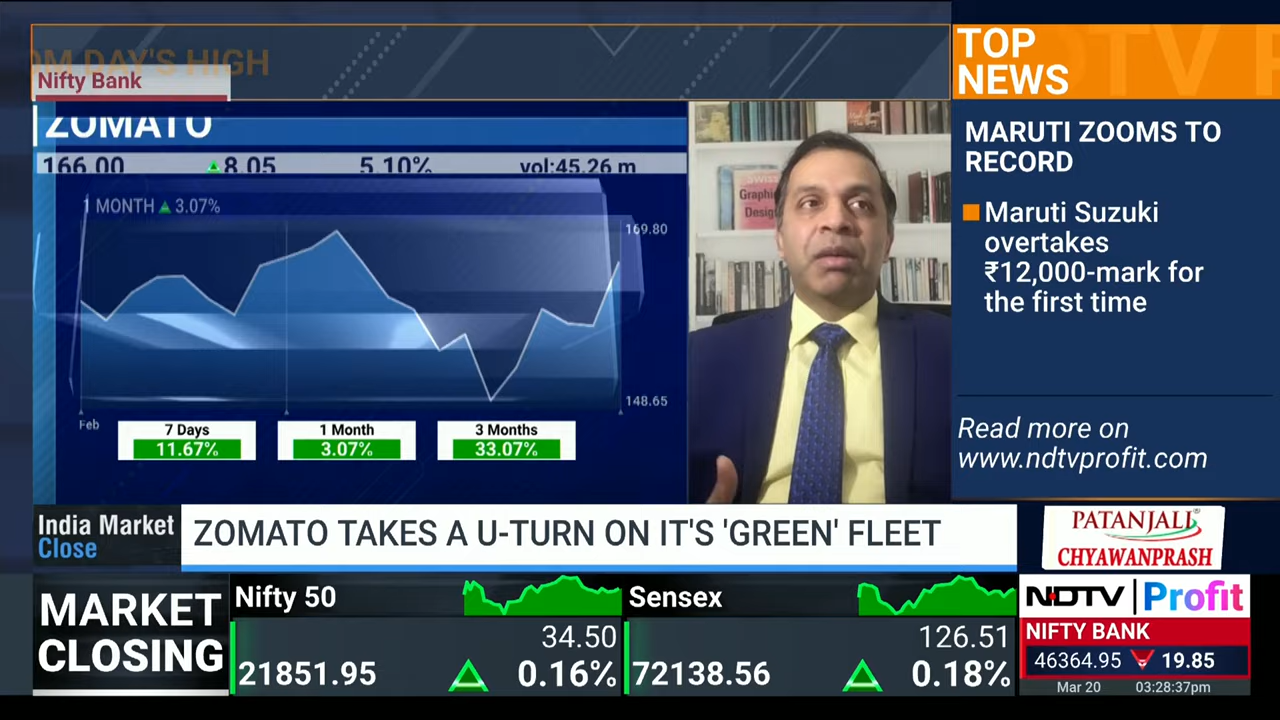 OM DAY'S HIGH
Nifty Bank
ZOMATO
166.00 8.05 5.10% vol:45.26 m
1 MONTH 3.07%
169.80
148.65
Feb
7 Days
11.67%
1 Month
3.07%
3 Months
33.07%
Graphic
Design
TOP
NEWS
MARUTI ZOOMS TO
RECORD
Maruti Suzuki
overtakes
₹12,000-mark for
the first time
Read more on
www.ndtvprofit.com
India Market
Close
ZOMATO TAKES A U-TURN ON IT'S 'GREEN' FLEET
PATANJALI
CHYAWANPRASH
MARKET
CLOSING
Nifty 50
34.50
21851.95 0.16%
Sensex
126.51
72138.56 0.18%
NDTV Profit
NIFTY BANK
46364.95 19.85
Mar 20 03:28:37pm